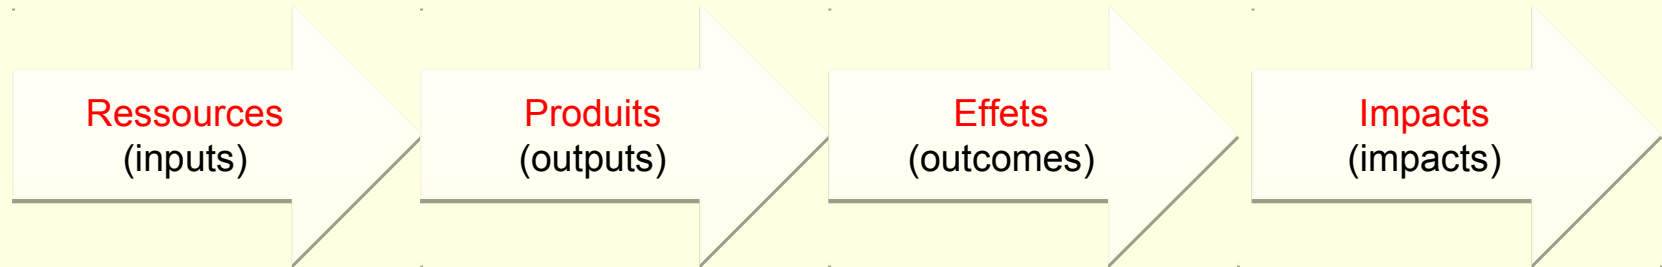 Ressources
(inputs)
Produits
(outputs)
Effets
(outcomes)
Impacts
(impacts)